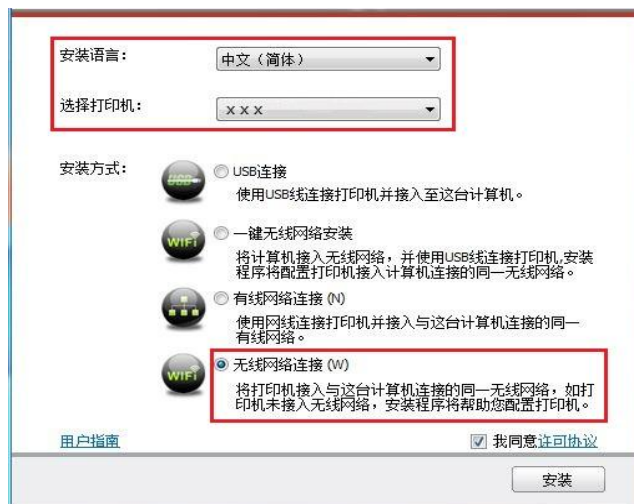 安装语言：
中文（简体）
选择打印机：
xxx
安装方式：
USB
USB连接
使用USB线连接打印机并接入至这台计算机。
WiFi
一键无线网络安装
将计算机接入无线网络，并使用USB线连接打印机,安装
程序将配置打印机接入计算机连接的同一无线网络。
有线网络连接 (N)
使用网线连接打印机并接入与这台计算机连接的同一
有线网络。
WiFi
无线网络连接 (W)
将打印机接入与这台计算机连接的同一无线网络，如打
印机未接入无线网络，安装程序将帮助您配置打印机。
用户指南
我同意许可协议
安装